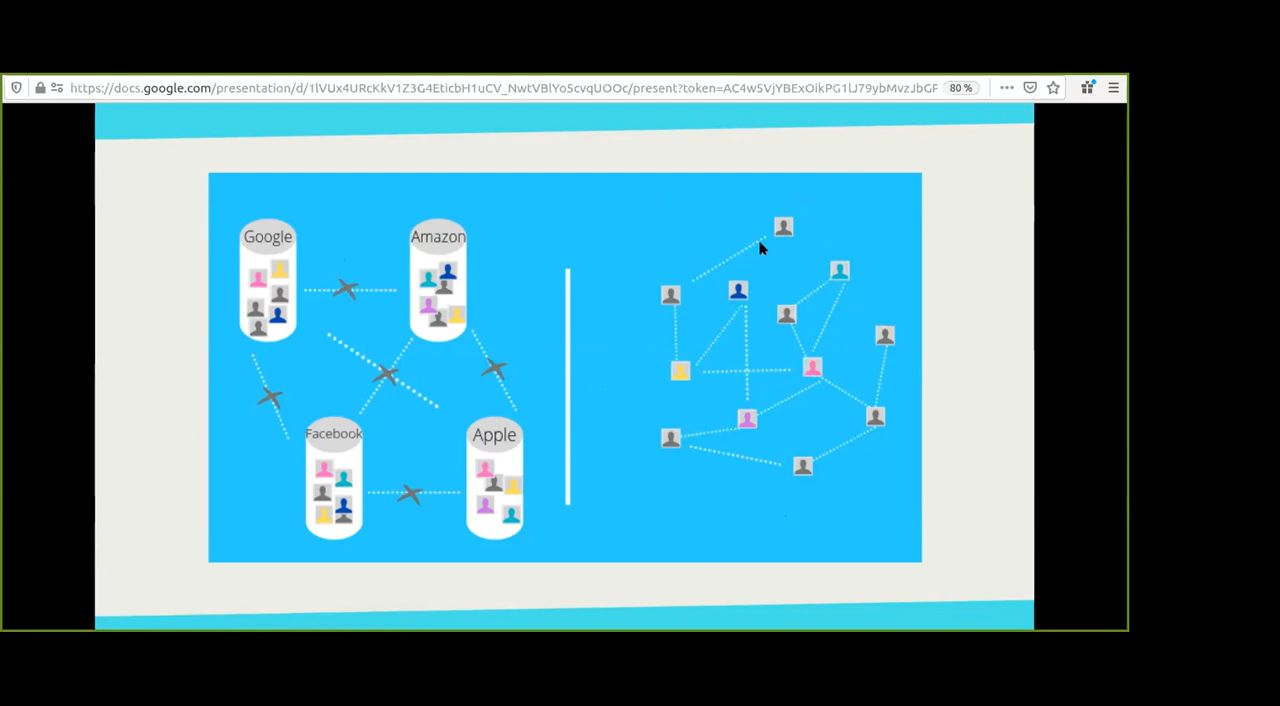 https://docs.google.com/presentation/d/1lVUx4URcKkV1Z3G4EticbH1uCV_NwtVBlYo5cvqUOOc/present?token=AC4w5VjYBExOikPG1lJ79ybMvzJbGF
80 %
Google
Amazon
Facebook
Apple